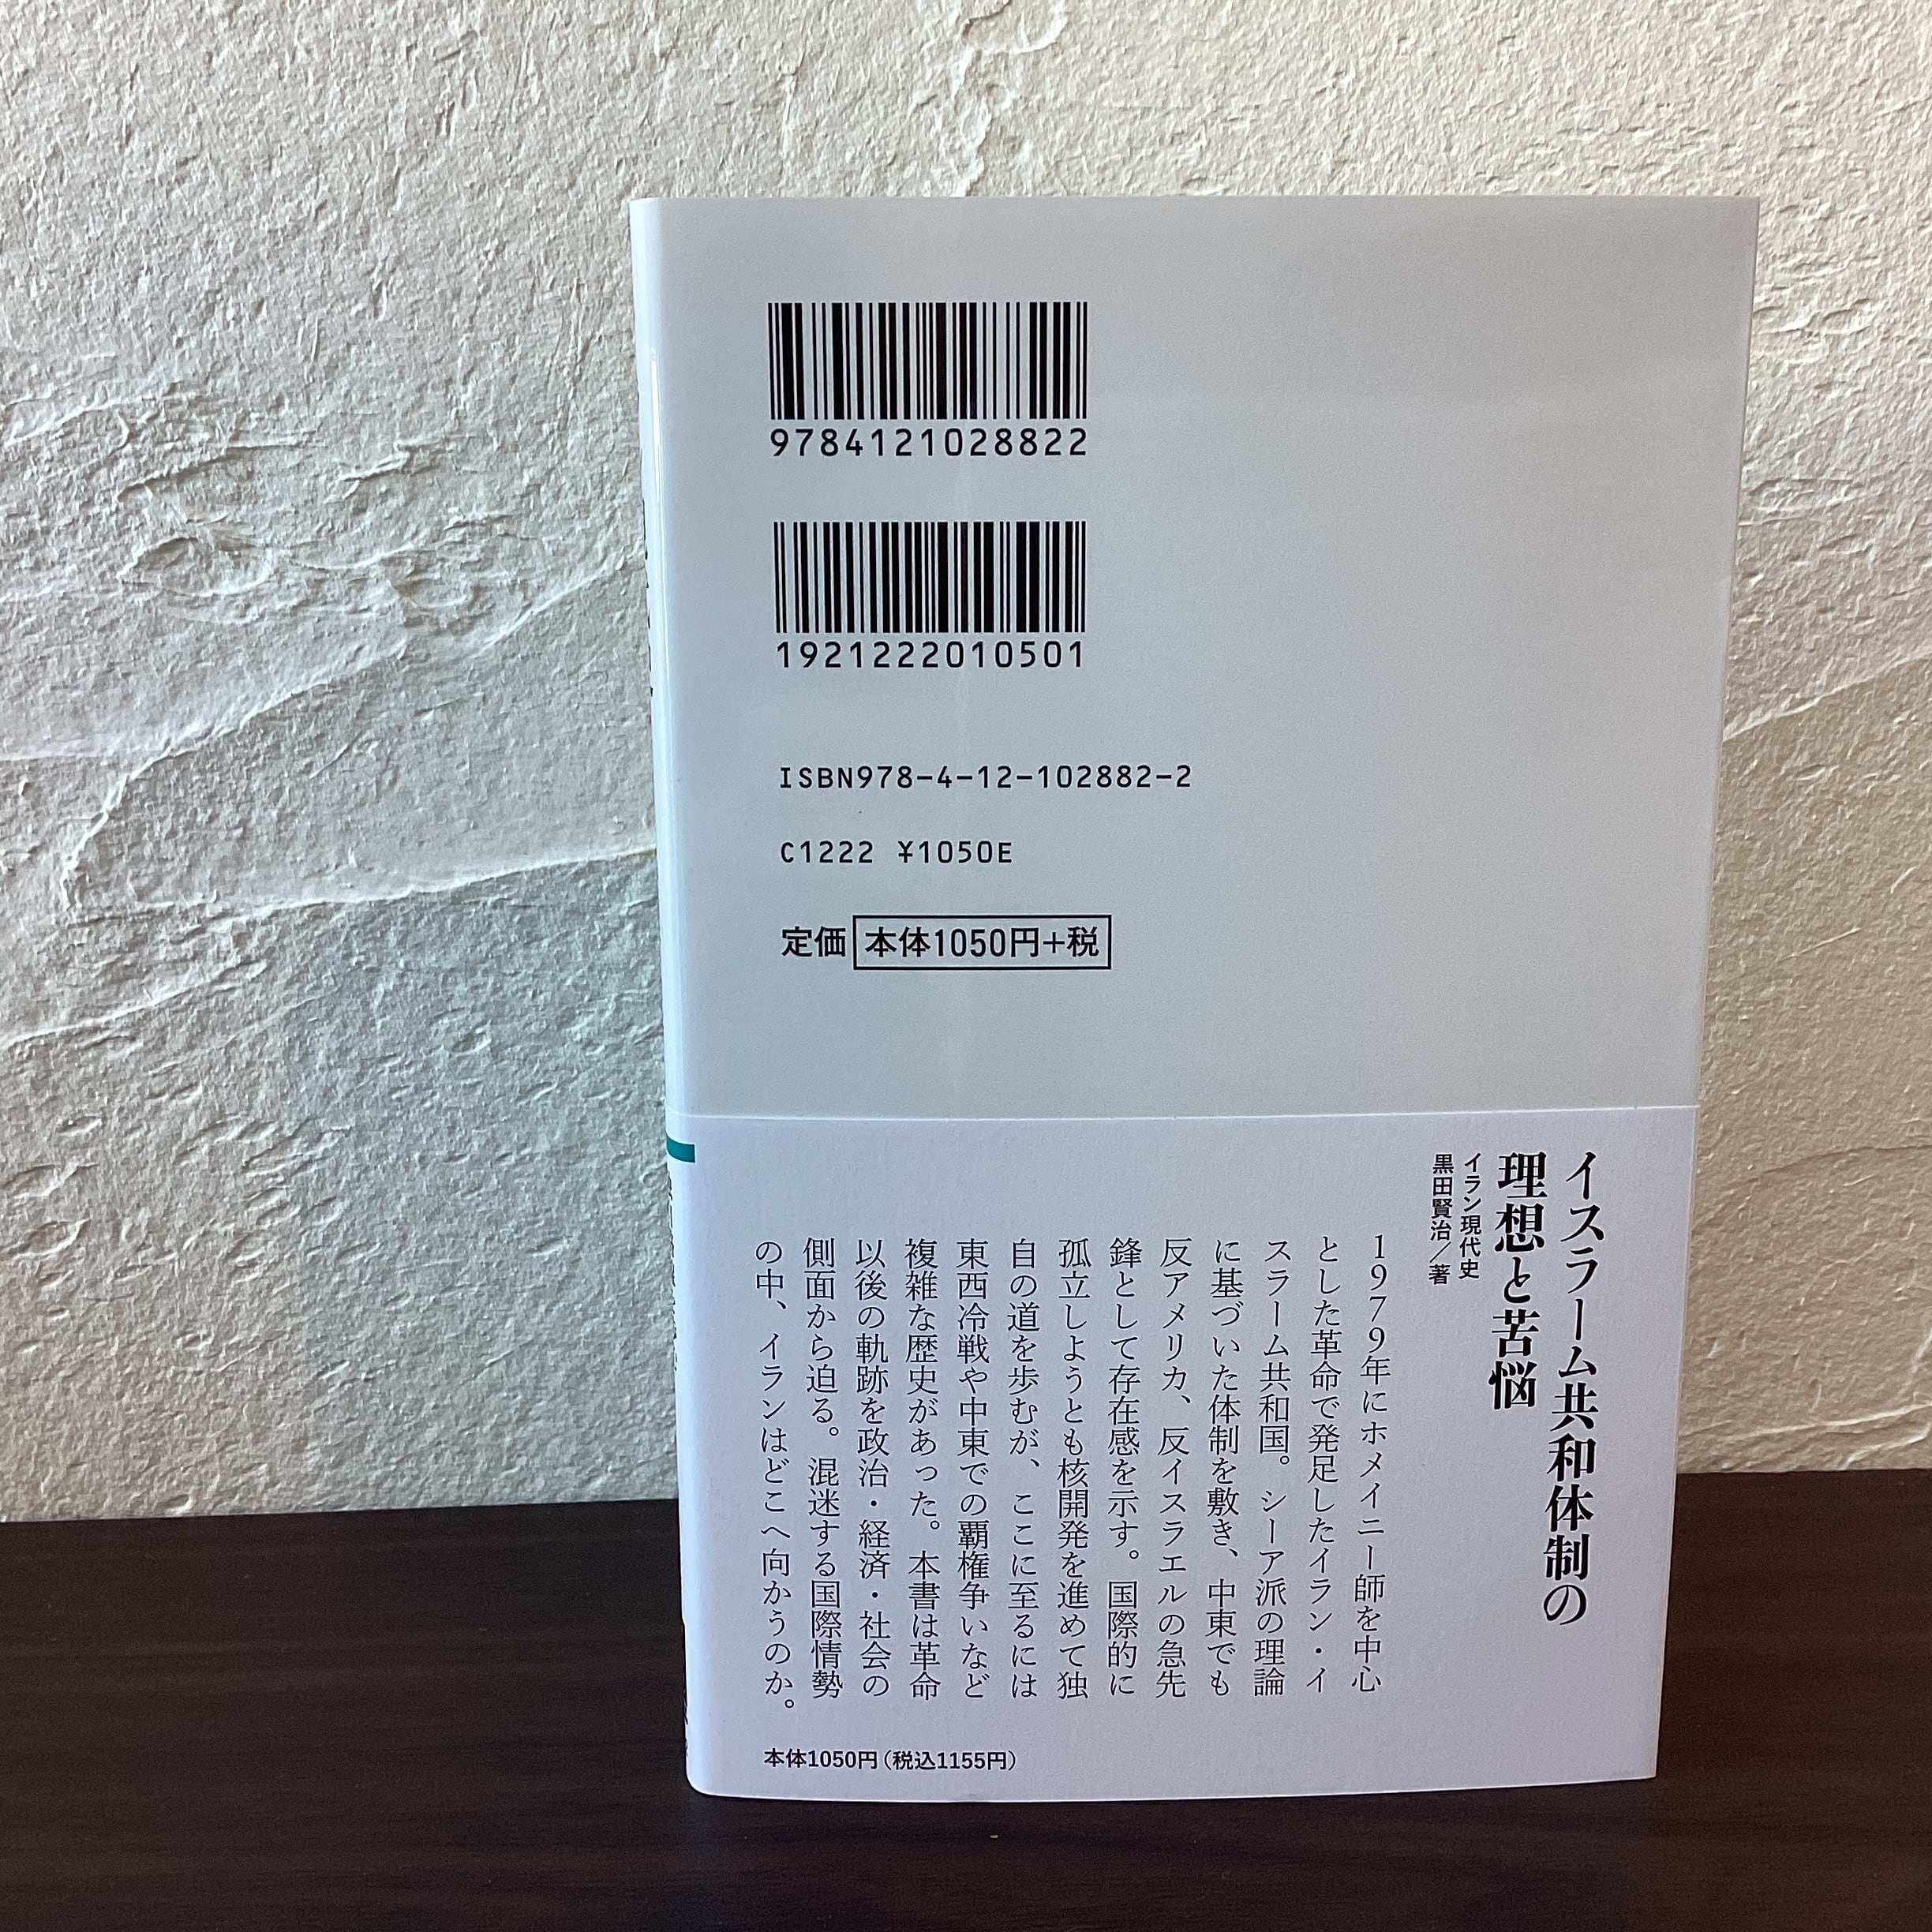 9784121028822
1921222010501
ISBN978-4-12-102882-2
C1222 ¥1050E
定価 本体1050円+税
イスラーム共和体制の
理想と苦悩
イラン現代史
黒田賢治／著
1979年にホメイニー師を中心
とした革命で発足したイラン・イ
スラーム共和国。シーア派の理論
に基づいた体制を敷き、中東でも
反アメリカ、反イスラエルの急先
鋒として存在感を示す。国際的に
孤立しようとも核開発を進めて独
自の道を歩むが、ここに至るには
東西冷戦や中東での覇権争いなど
複雑な歴史があった。本書は革命
以後の軌跡を政治・経済・社会の
側面から迫る。混迷する国際情勢
の中、イランはどこへ向かうのか。
本体1050円（税込1155円）